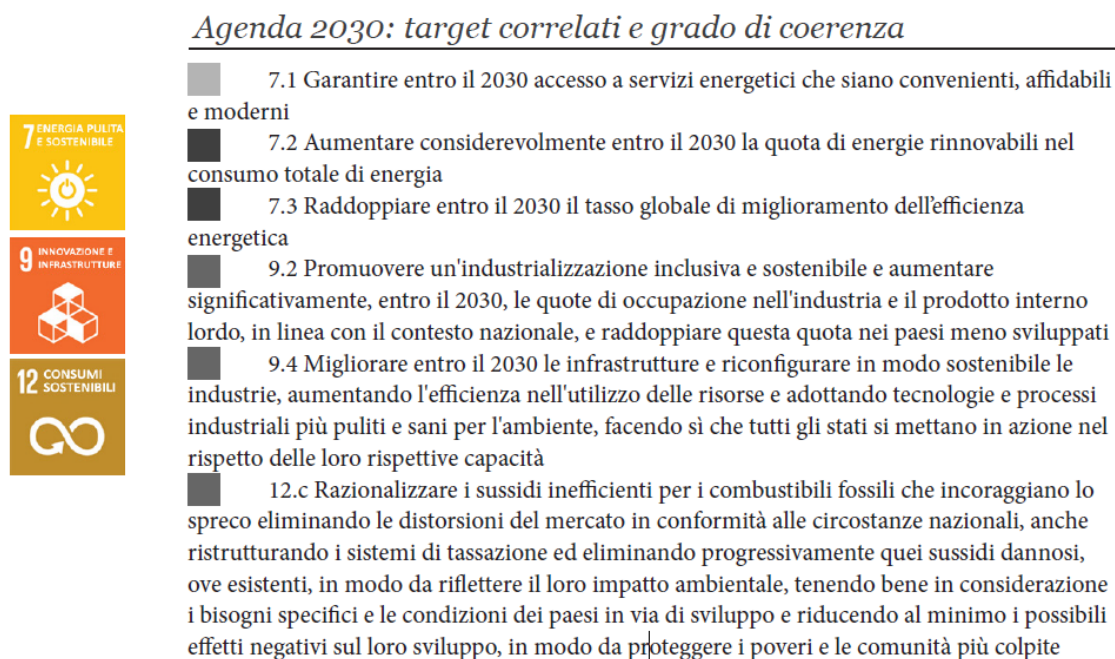 Agenda 2030: target correlati e grado di coerenza
7.1 Garantire entro il 2030 accesso a servizi energetici che siano convenienti, affidabili
e moderni
7 ENERGIA PULITA
E SOSTENIBILE
7.2 Aumentare considerevolmente entro il 2030 la quota di energie rinnovabili nel
consumo totale di energia
7.3 Raddoppiare entro il 2030 il tasso globale di miglioramento dell'efficienza
energetica
9 INNOVAZIONE E
INFRASTRUTTURE
9.2 Promuovere un'industrializzazione inclusiva e sostenibile e aumentare
significativamente, entro il 2030, le quote di occupazione nell'industria e il prodotto interno
lordo, in linea con il contesto nazionale, e raddoppiare questa quota nei paesi meno sviluppati
12 CONSUMI
SOSTENIBILI
9.4 Migliorare entro il 2030 le infrastrutture e riconfigurare in modo sostenibile le
industrie, aumentando l'efficienza nell'utilizzo delle risorse e adottando tecnologie e processi
industriali più puliti e sani per l'ambiente, facendo sì che tutti gli stati si mettano in azione nel
rispetto delle loro rispettive capacità
12.c Razionalizzare i sussidi inefficienti per i combustibili fossili che incoraggiano lo
spreco eliminando le distorsioni del mercato in conformità alle circostanze nazionali, anche
ristrutturando i sistemi di tassazione ed eliminando progressivamente quei sussidi dannosi,
ove esistenti, in modo da riflettere il loro impatto ambientale, tenendo bene in considerazione
i bisogni specifici e le condizioni dei paesi in via di sviluppo e riducendo al minimo i possibili
effetti negativi sul loro sviluppo, in modo da proteggere i poveri e le comunità più colpite